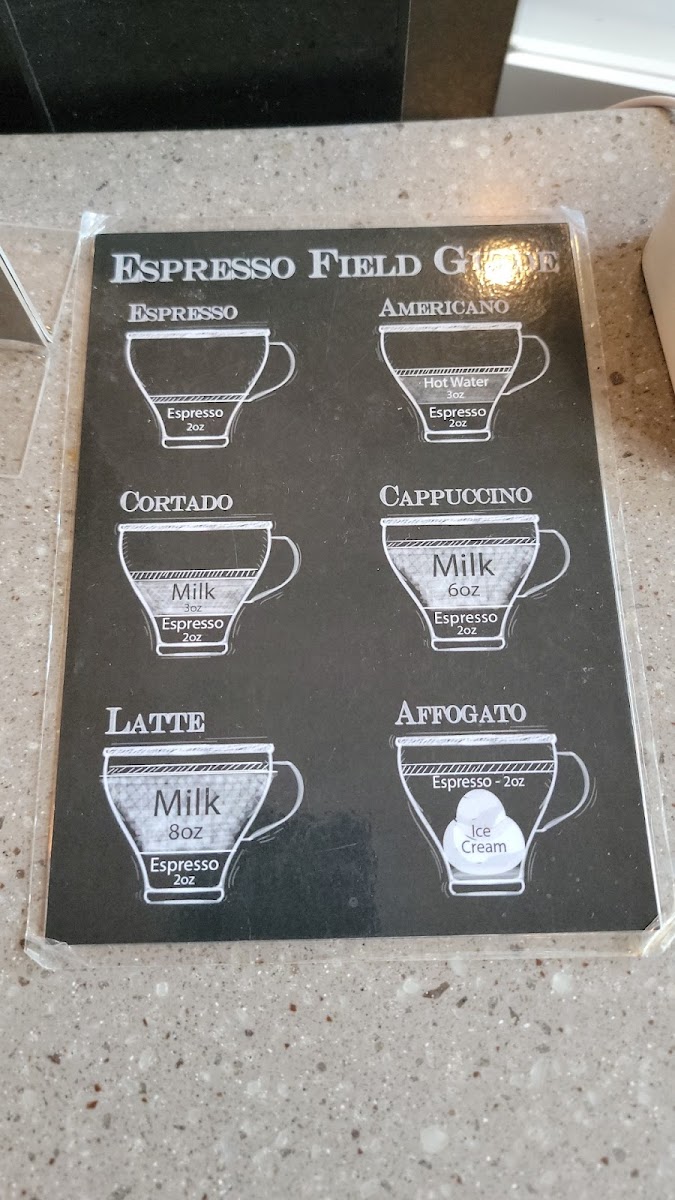 ESPRESSO FIELD GUIDE
ESPRESSO
Espresso
2oz
AMERICANO
Hot Water
3oz
Espresso
2oz
CORTADO
Milk
3oz
Espresso
2oz
CAPPUCCINO
Milk
6oz
Espresso
2oz
LATTE
Milk
8oz
Espresso
2oz
AFFOGATO
Espresso - 2oz
Ice
Cream